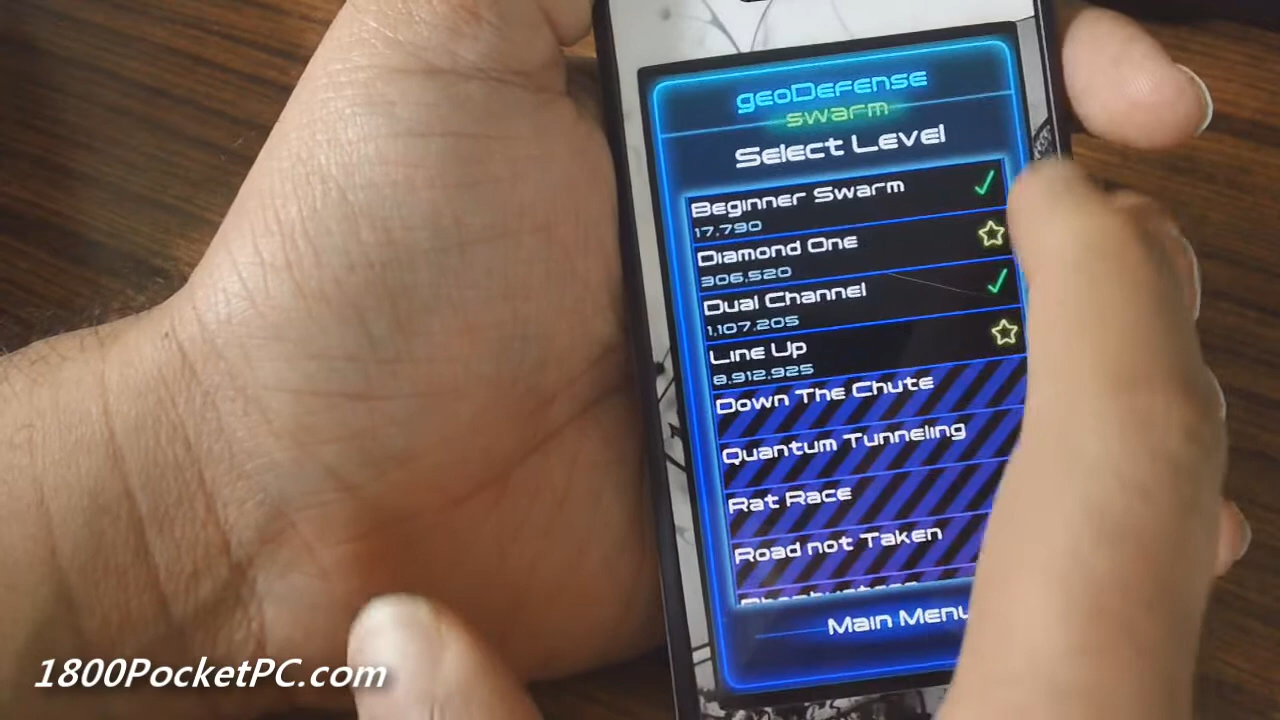 geoDefense
swarm
Select Level
Beginner Swarm
17,790
Diamond One
306,520
Dual Channel
1,107,205
Line Up
8,912,925
Down The Chute
Quantum Tunneling
Rat Race
Road not Taken
Main Menu
1800PocketPC.com